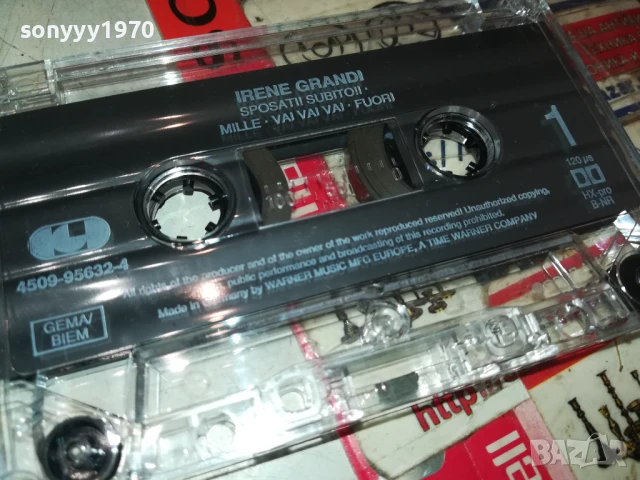 sonyyy1970
IRENE GRANDI
SPOSATI! SUBITO!! ·
MILLE · VAI VAI VAI · FUORI
1
120 µs
HX-pro
B-NR
4509-95632-4
GEMA/
BIEM
All rights of the producer and of the owner of the work reproduced reserved! Unauthorized copying,
public performance and broadcasting of this recording prohibited.
Made in Germany by WARNER MUSIC MFG EUROPE, A TIME WARNER COMPANY
100
http
BAZAR